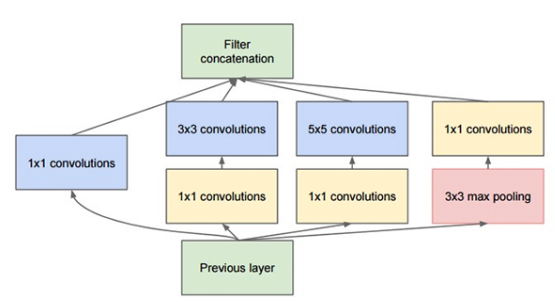 Filter
concatenation
3x3 convolutions
5x5 convolutions
1x1 convolutions
1x1 convolutions
1x1 convolutions
1x1 convolutions
3x3 max pooling
Previous layer